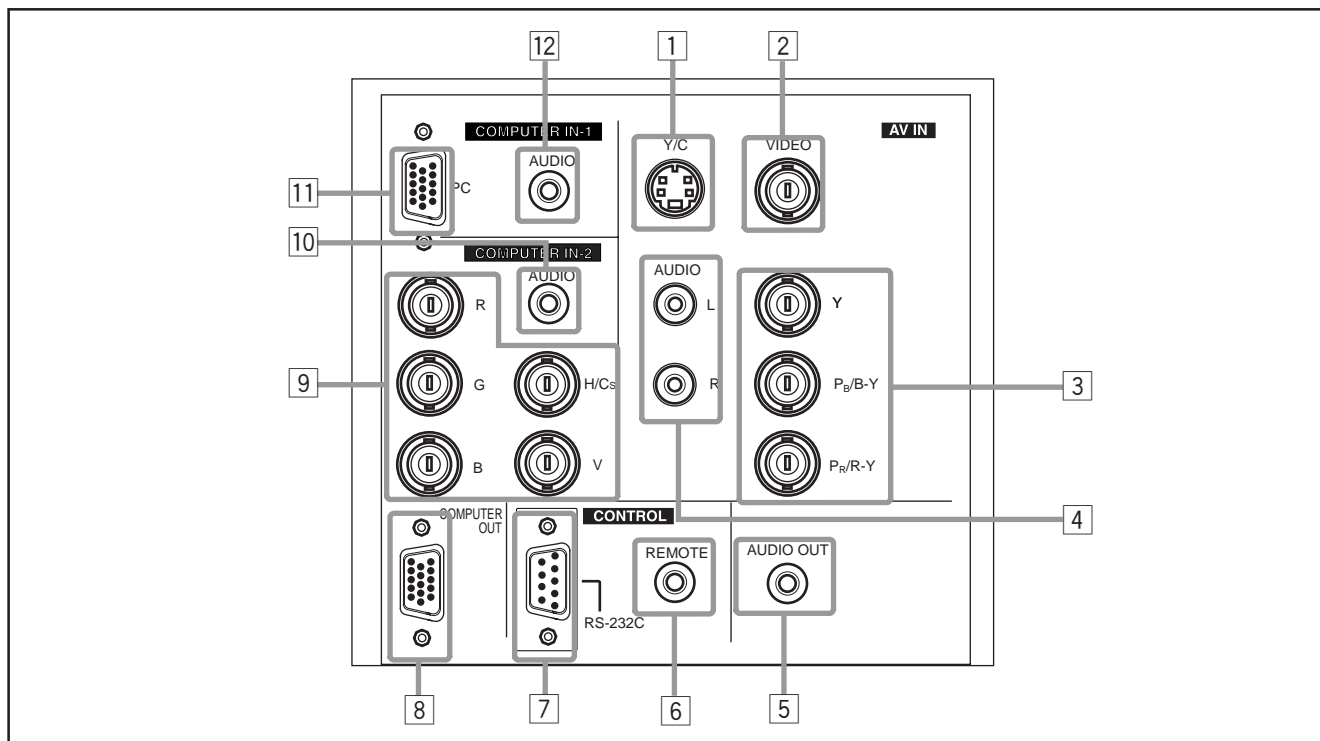 12
1
2
COMPUTER IN-1
AV IN
AUDIO
Y/C
VIDEO
11
PC
10
COMPUTER IN-2
AUDIO
AUDIO
R
L
Y
9
G
H/Cs
R
PB/B-Y
3
B
V
PR/R-Y
COMPUTER
OUT
CONTROL
4
REMOTE
AUDIO OUT
RS-232C
8
7
6
5